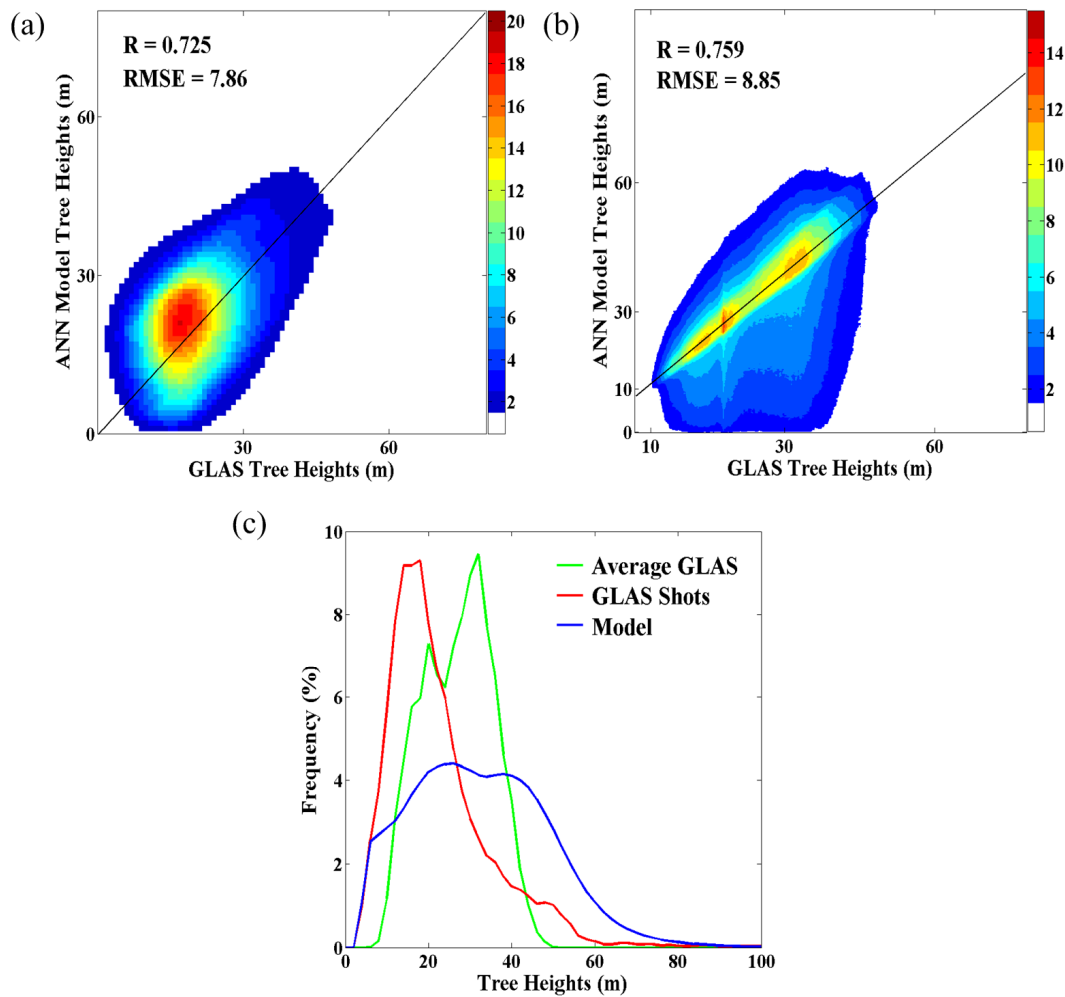 (a)
R = 0.725
RMSE = 7.86
ANN Model Tree Heights (m)
60
30
0
30
60
GLAS Tree Heights (m)
20
18
16
14
12
10
8
6
4
2
(b)
R = 0.759
RMSE = 8.85
ANN Model Tree Heights (m)
60
30
10
0
10
30
60
GLAS Tree Heights (m)
14
12
10
8
6
4
2
(c)
Average GLAS
GLAS Shots
Model
Frequency (%)
10
8
6
4
2
0
0
20
40
60
80
100
Tree Heights (m)